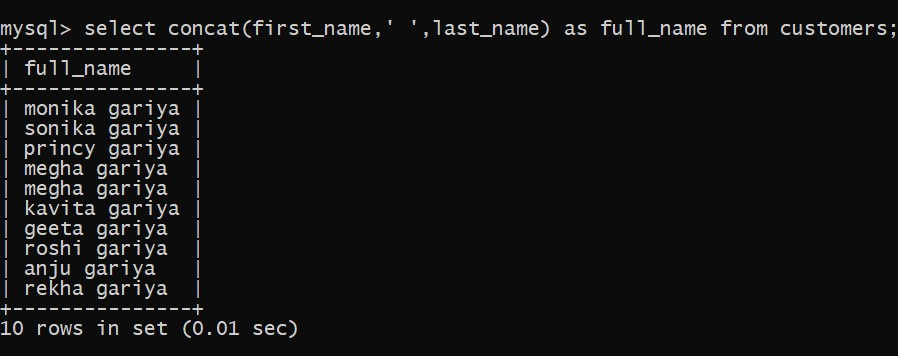 mysql> select concat(first_name,' ',last_name) as full_name from customers;
+---------------+
| full_name     |
+---------------+
| monika gariya |
| sonika gariya |
| princy gariya |
| megha gariya  |
| megha gariya  |
| kavita gariya |
| geeta gariya  |
| roshi gariya  |
| anju gariya   |
| rekha gariya  |
+---------------+
10 rows in set (0.01 sec)